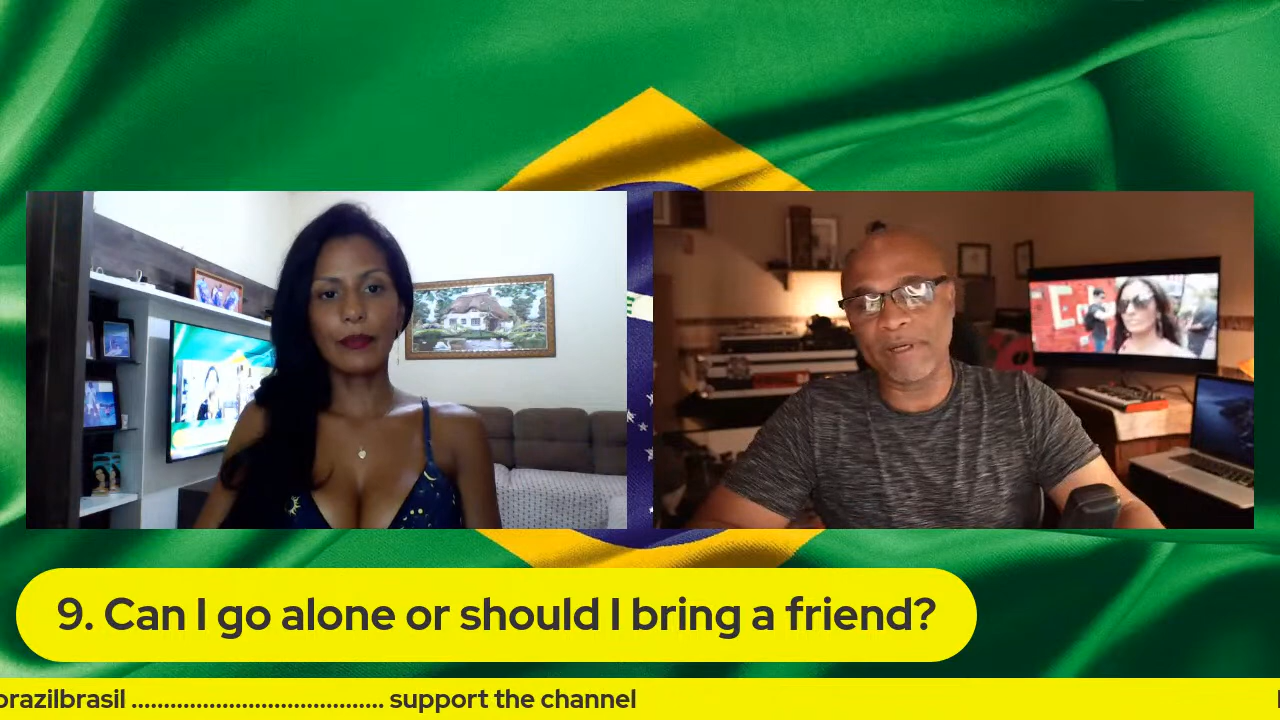 9. Can I go alone or should I bring a friend?
brazilbrasil ....................................... support the channel